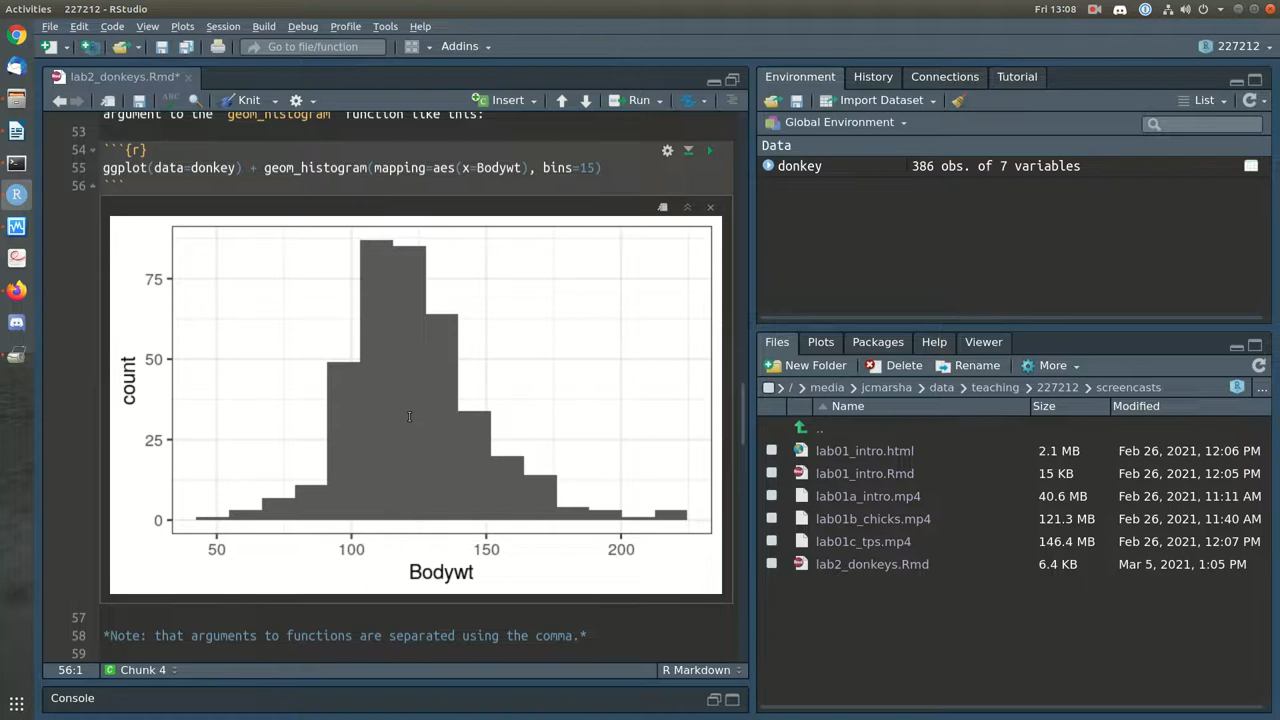 Activities 227212 - RStudio Fri 13:08
File Edit Code View Plots Session Build Debug Profile Tools Help
Go to file/function Addins 227212
lab2_donkeys.Rmd*
ABC Knit Insert Run
argument to the `geom_histogram` function like this:
53
54 ```{r}
55 ggplot(data=donkey) + geom_histogram(mapping=aes(x=Bodywt), bins=15)
56 ```
75
50
25
0
count
50 100 150 200
Bodywt
57
58 *Note: that arguments to functions are separated using the comma.*
59
56:1 Chunk 4 R Markdown
Console
Environment History Connections Tutorial
Import Dataset List
Global Environment
Data
donkey 386 obs. of 7 variables
Files Plots Packages Help Viewer
New Folder Delete Rename More
/ media jcmarsha data teaching 227212 screencasts ...
Name Size Modified
..
lab01_intro.html 2.1 MB Feb 26, 2021, 12:06 PM
lab01_intro.Rmd 15 KB Feb 26, 2021, 12:05 PM
lab01a_intro.mp4 40.6 MB Feb 26, 2021, 11:11 AM
lab01b_chicks.mp4 121.3 MB Feb 26, 2021, 11:40 AM
lab01c_tps.mp4 146.4 MB Feb 26, 2021, 12:07 PM
lab2_donkeys.Rmd 6.4 KB Mar 5, 2021, 1:05 PM